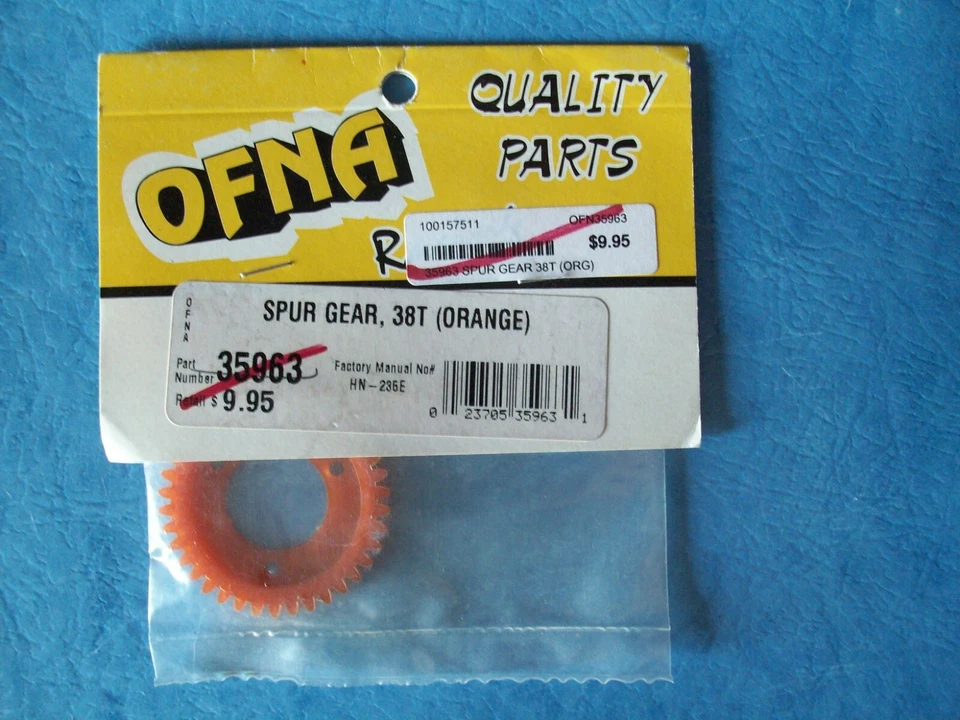 QUALITY
PARTS
OFNA
R
100157511 OFN35963
$9.95
35963 SPUR GEAR 38T (ORG)
OFNA
SPUR GEAR, 38T (ORANGE)
Part Number 35963
Factory Manual No#
HN-235E
Retail $ 9.95
0 23705 35963 1